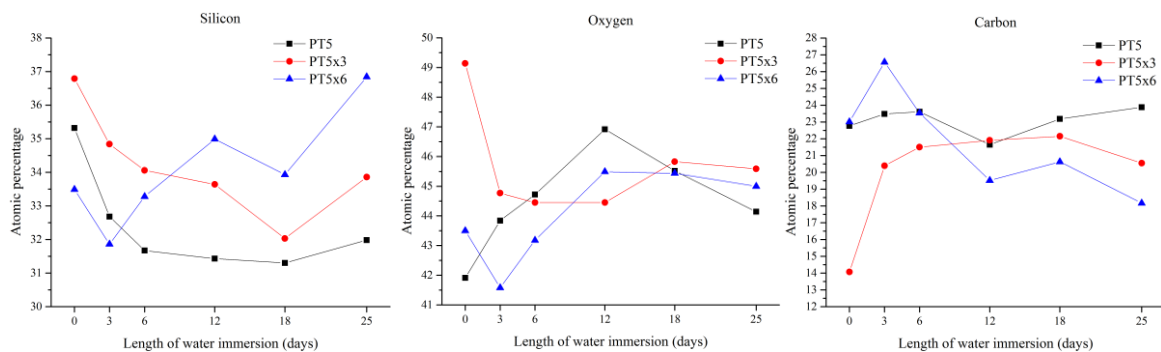 Silicon
38
37
36
35
34
33
32
31
30
Atomic percentage
PT5
PT5x3
PT5x6
0 3 6 12 18 25
Length of water immersion (days)
Oxygen
50
49
48
47
46
45
44
43
42
41
Atomic percentage
PT5
PT5x3
PT5x6
0 3 6 12 18 25
Length of water immersion (days)
Carbon
28
27
26
25
24
23
22
21
20
19
18
17
16
15
14
13
12
Atomic percentage
PT5
PT5x3
PT5x6
0 3 6 12 18 25
Length of water immersion (days)